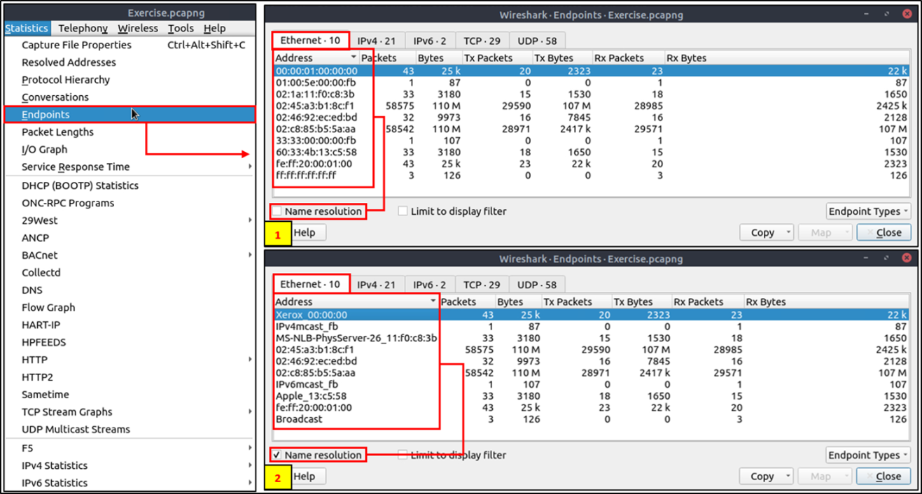 Exercise.pcapng
Statistics Telephony Wireless Tools Help
Capture File Properties Ctrl+Alt+Shift+C
Resolved Addresses
Protocol Hierarchy
Conversations
Endpoints
Packet Lengths
I/O Graph
Service Response Time
DHCP (BOOTP) Statistics
ONC-RPC Programs
29West
ANCP
BACnet
Collectd
DNS
Flow Graph
HART-IP
HPFEEDS
HTTP
HTTP2
Sametime
TCP Stream Graphs
UDP Multicast Streams
F5
IPv4 Statistics
IPv6 Statistics
Wireshark · Endpoints · Exercise.pcapng
Ethernet · 10 IPv4 · 21 IPv6 · 2 TCP · 29 UDP · 58
Address Packets Bytes Tx Packets Tx Bytes Rx Packets Rx Bytes
00:00:01:00:00:00 43 25 k 20 2323 23 22 k
01:00:5e:00:00:fb 1 87 0 0 1 87
02:1a:11:f0:c8:3b 33 3180 15 1530 18 1650
02:45:a3:b1:8c:f1 58575 110 M 29590 107 M 28985 2425 k
02:46:92:ec:ed:bd 32 9973 16 7845 16 2128
02:c8:85:b5:5a:aa 58542 110 M 28971 2417 k 29571 107 M
33:33:00:00:00:fb 1 107 0 0 1 107
60:33:4b:13:c5:58 33 3180 18 1650 15 1530
fe:ff:20:00:01:00 43 25 k 23 22 k 20 2323
ff:ff:ff:ff:ff:ff 3 126 0 0 3 126
Name resolution Limit to display filter Endpoint Types
1 Help Copy Map Close
Wireshark · Endpoints · Exercise.pcapng
Ethernet · 10 IPv4 · 21 IPv6 · 2 TCP · 29 UDP · 58
Address Packets Bytes Tx Packets Tx Bytes Rx Packets Rx Bytes
Xerox_00:00:00 43 25 k 20 2323 23 22 k
IPv4mcast_fb 1 87 0 0 1 87
MS-NLB-PhysServer-26_11:f0:c8:3b 33 3180 15 1530 18 1650
02:45:a3:b1:8c:f1 58575 110 M 29590 107 M 28985 2425 k
02:46:92:ec:ed:bd 32 9973 16 7845 16 2128
02:c8:85:b5:5a:aa 58542 110 M 28971 2417 k 29571 107 M
IPv6mcast_fb 1 107 0 0 1 107
Apple_13:c5:58 33 3180 18 1650 15 1530
fe:ff:20:00:01:00 43 25 k 23 22 k 20 2323
Broadcast 3 126 0 0 3 126
Name resolution Limit to display filter Endpoint Types
2 Help Copy Map Close